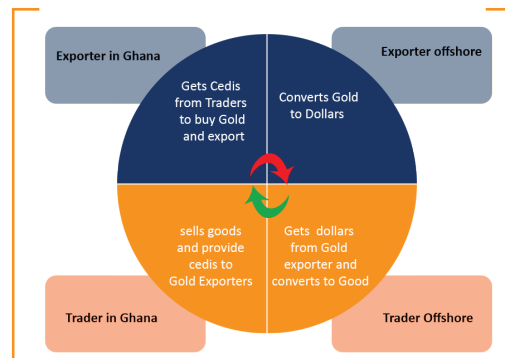 Exporter in Ghana
Exporter offshore
Gets Cedis
from Traders
to buy Gold
and export
Converts Gold
to Dollars
sells goods
and provide
cedis to
Gold Exporters
Gets dollars
from Gold
exporter and
converts to Good
Trader in Ghana
Trader Offshore